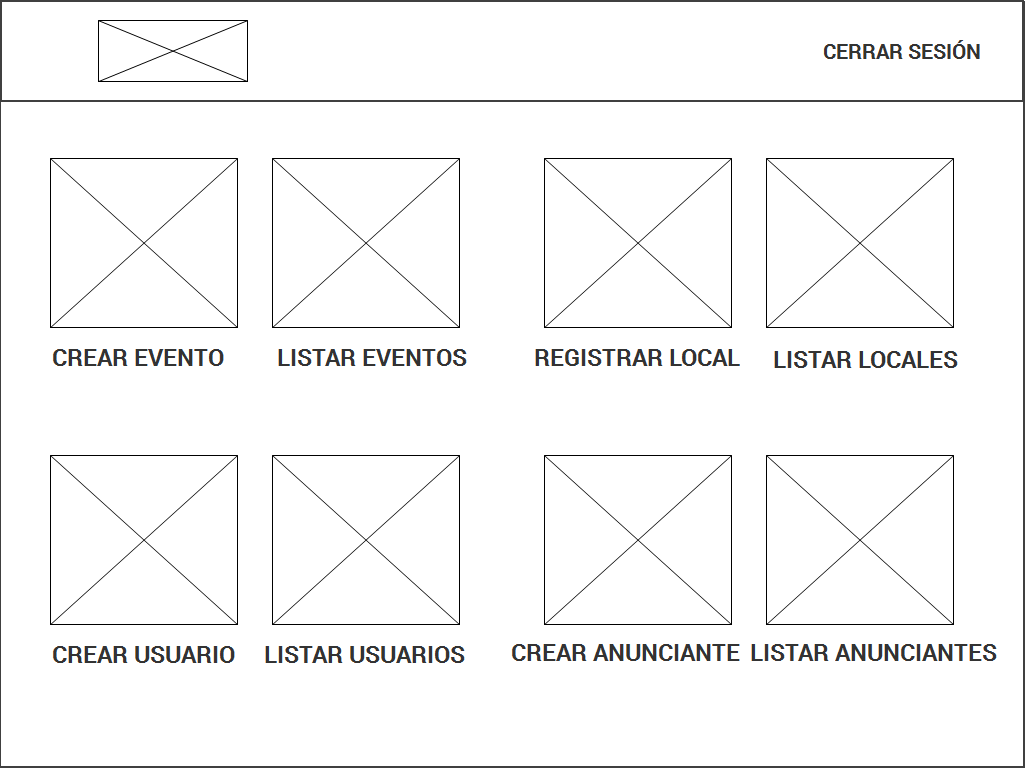 CERRAR SESIÓN
CREAR EVENTO
LISTAR EVENTOS
REGISTRAR LOCAL
LISTAR LOCALES
CREAR USUARIO
LISTAR USUARIOS
CREAR ANUNCIANTE
LISTAR ANUNCIANTES